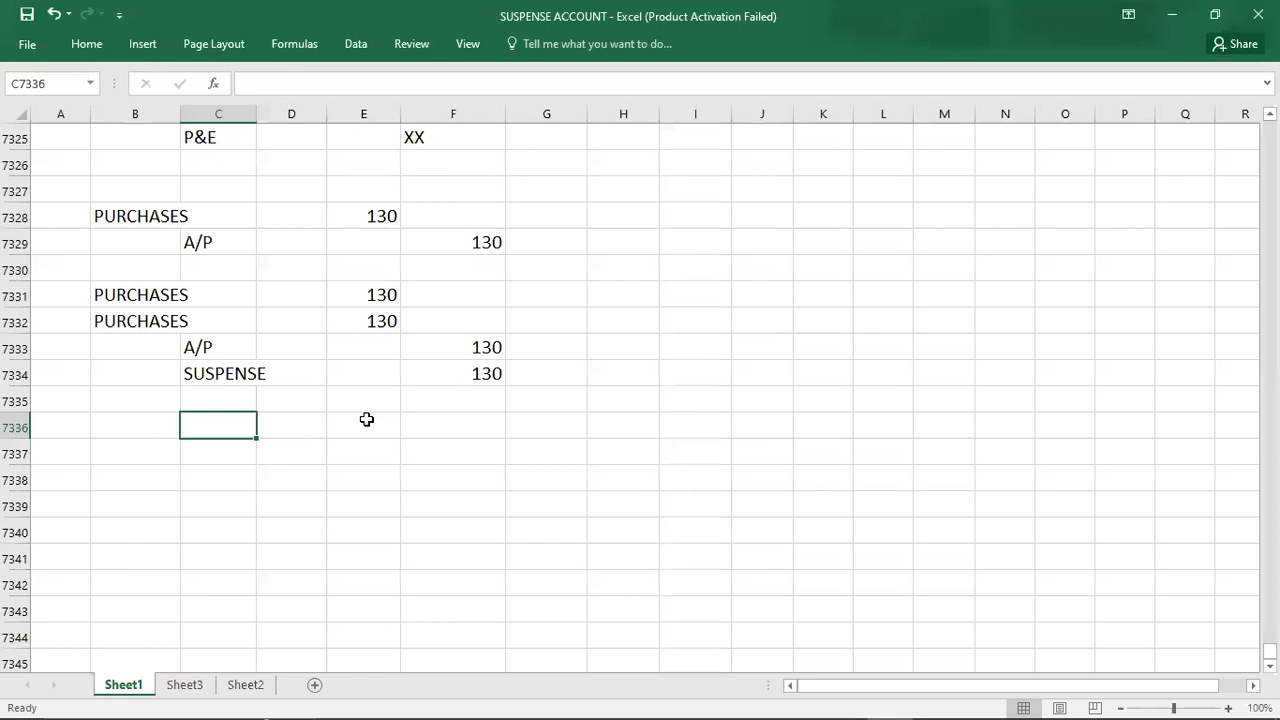 SUSPENSE ACCOUNT - Excel (Product Activation Failed)
File Home Insert Page Layout Formulas Data Review View Tell me what you want to do... Share
C7336 fx
A B C D E F G H I J K L M N O P Q R
7325 P&E XX
7326
7327
7328 PURCHASES 130
7329 A/P 130
7330
7331 PURCHASES 130
7332 PURCHASES 130
7333 A/P 130
7334 SUSPENSE 130
7335
7336
7337
7338
7339
7340
7341
7342
7343
7344
7345
Sheet1 Sheet3 Sheet2
Ready 100%